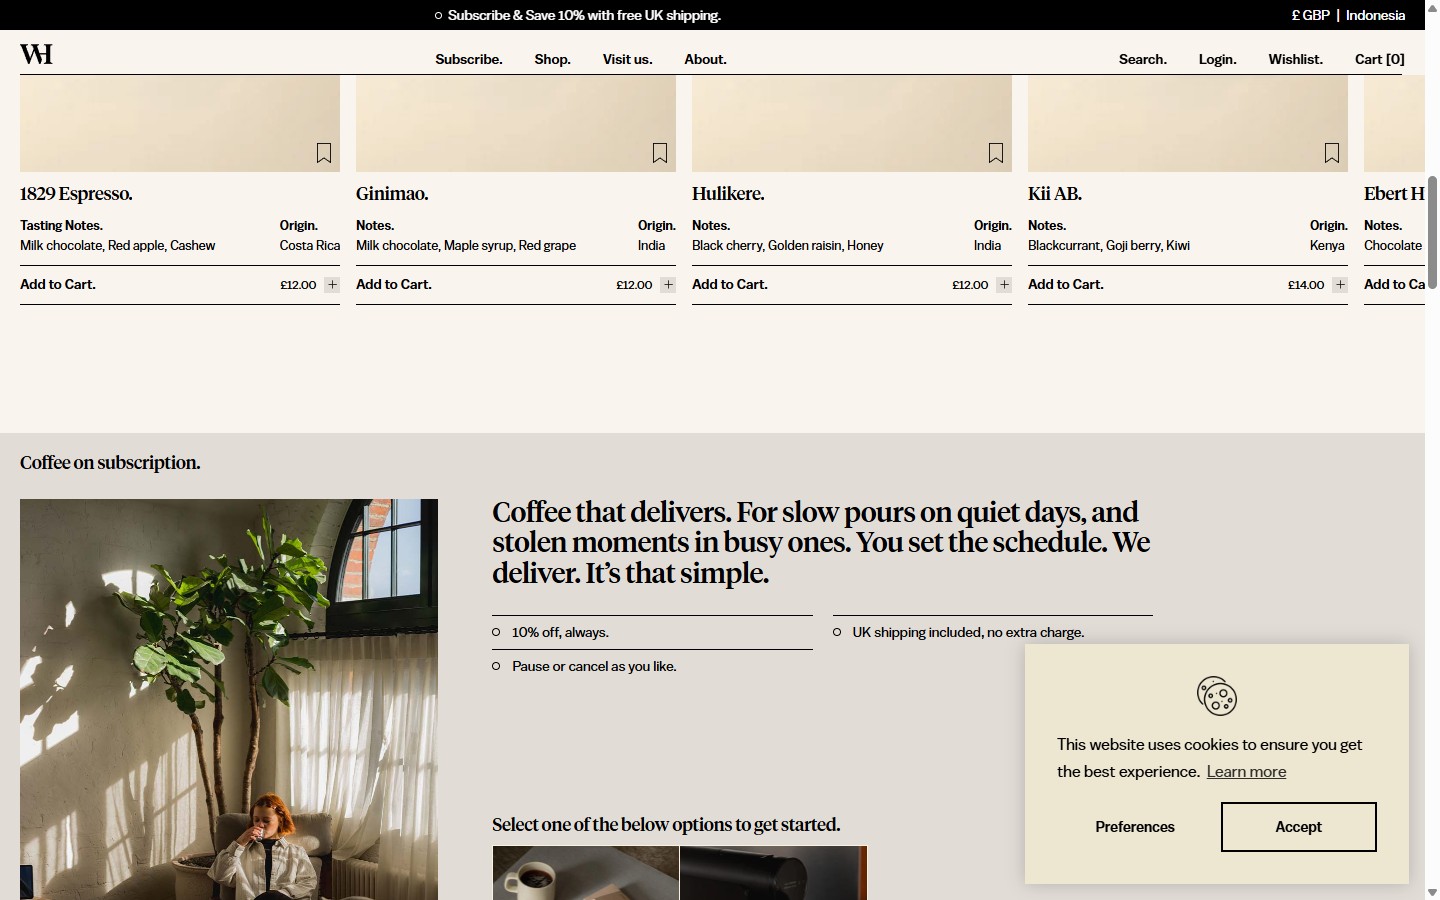 Subscribe & Save 10% with free UK shipping.
£ GBP | Indonesia
WH
Subscribe. Shop. Visit us. About.
Search. Login. Wishlist. Cart [0]
1829 Espresso.
Tasting Notes. Origin.
Milk chocolate, Red apple, Cashew Costa Rica
Add to Cart. £12.00 +
Ginimao.
Notes. Origin.
Milk chocolate, Maple syrup, Red grape India
Add to Cart. £12.00 +
Hulikere.
Notes. Origin.
Black cherry, Golden raisin, Honey India
Add to Cart. £12.00 +
Kii AB.
Notes. Origin.
Blackcurrant, Goji berry, Kiwi Kenya
Add to Cart. £14.00 +
Ebert H
Notes.
Chocolate
Add to Ca
Coffee on subscription.
Coffee that delivers. For slow pours on quiet days, and
stolen moments in busy ones. You set the schedule. We
deliver. It’s that simple.
10% off, always.
UK shipping included, no extra charge.
Pause or cancel as you like.
Select one of the below options to get started.
This website uses cookies to ensure you get
the best experience. Learn more
Preferences
Accept